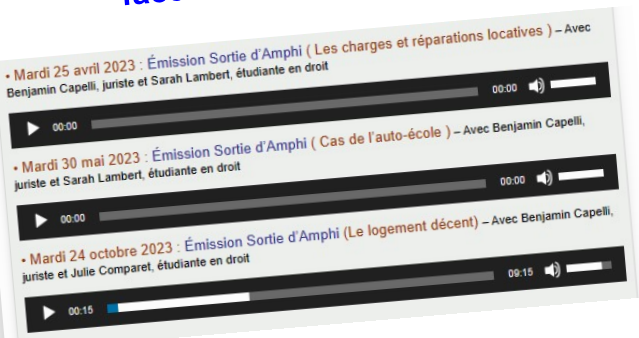 • Mardi 25 avril 2023 : Émission Sortie d'Amphi ( Les charges et réparations locatives ) – Avec
Benjamin Capelli, juriste et Sarah Lambert, étudiante en droit
00:00 00:00
• Mardi 30 mai 2023 : Émission Sortie d'Amphi ( Cas de l'auto-école ) – Avec Benjamin Capelli,
juriste et Sarah Lambert, étudiante en droit
00:00 00:00
• Mardi 24 octobre 2023 : Émission Sortie d'Amphi (Le logement décent) – Avec Benjamin Capelli,
juriste et Julie Comparet, étudiante en droit
00:15 09:15